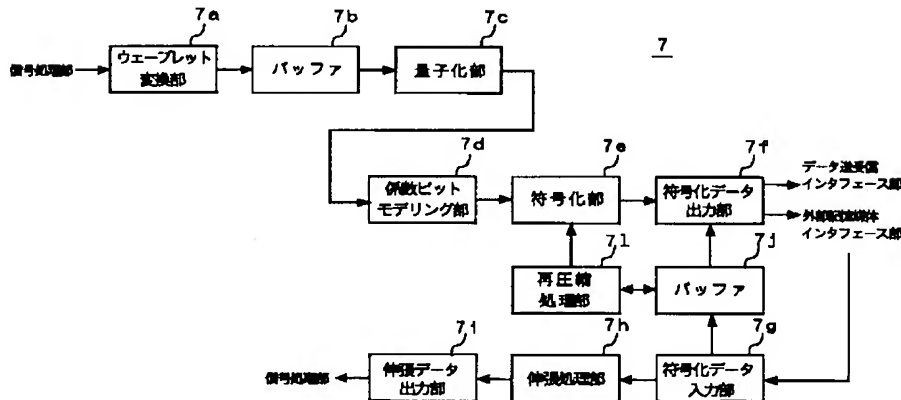 7a
7b
7c
7
信号処理部
ウェーブレット
変換部
バッファ
量子化部
7d
7e
7f
係数ビット
モデリング部
符号化部
符号化データ
出力部
データ送受信
インタフェース部
外部記憶媒体
インタフェース部
7l
7j
再圧縮
処理部
バッファ
7i
7h
7g
信号処理部
伸張データ
出力部
伸張処理部
符号化データ
入力部